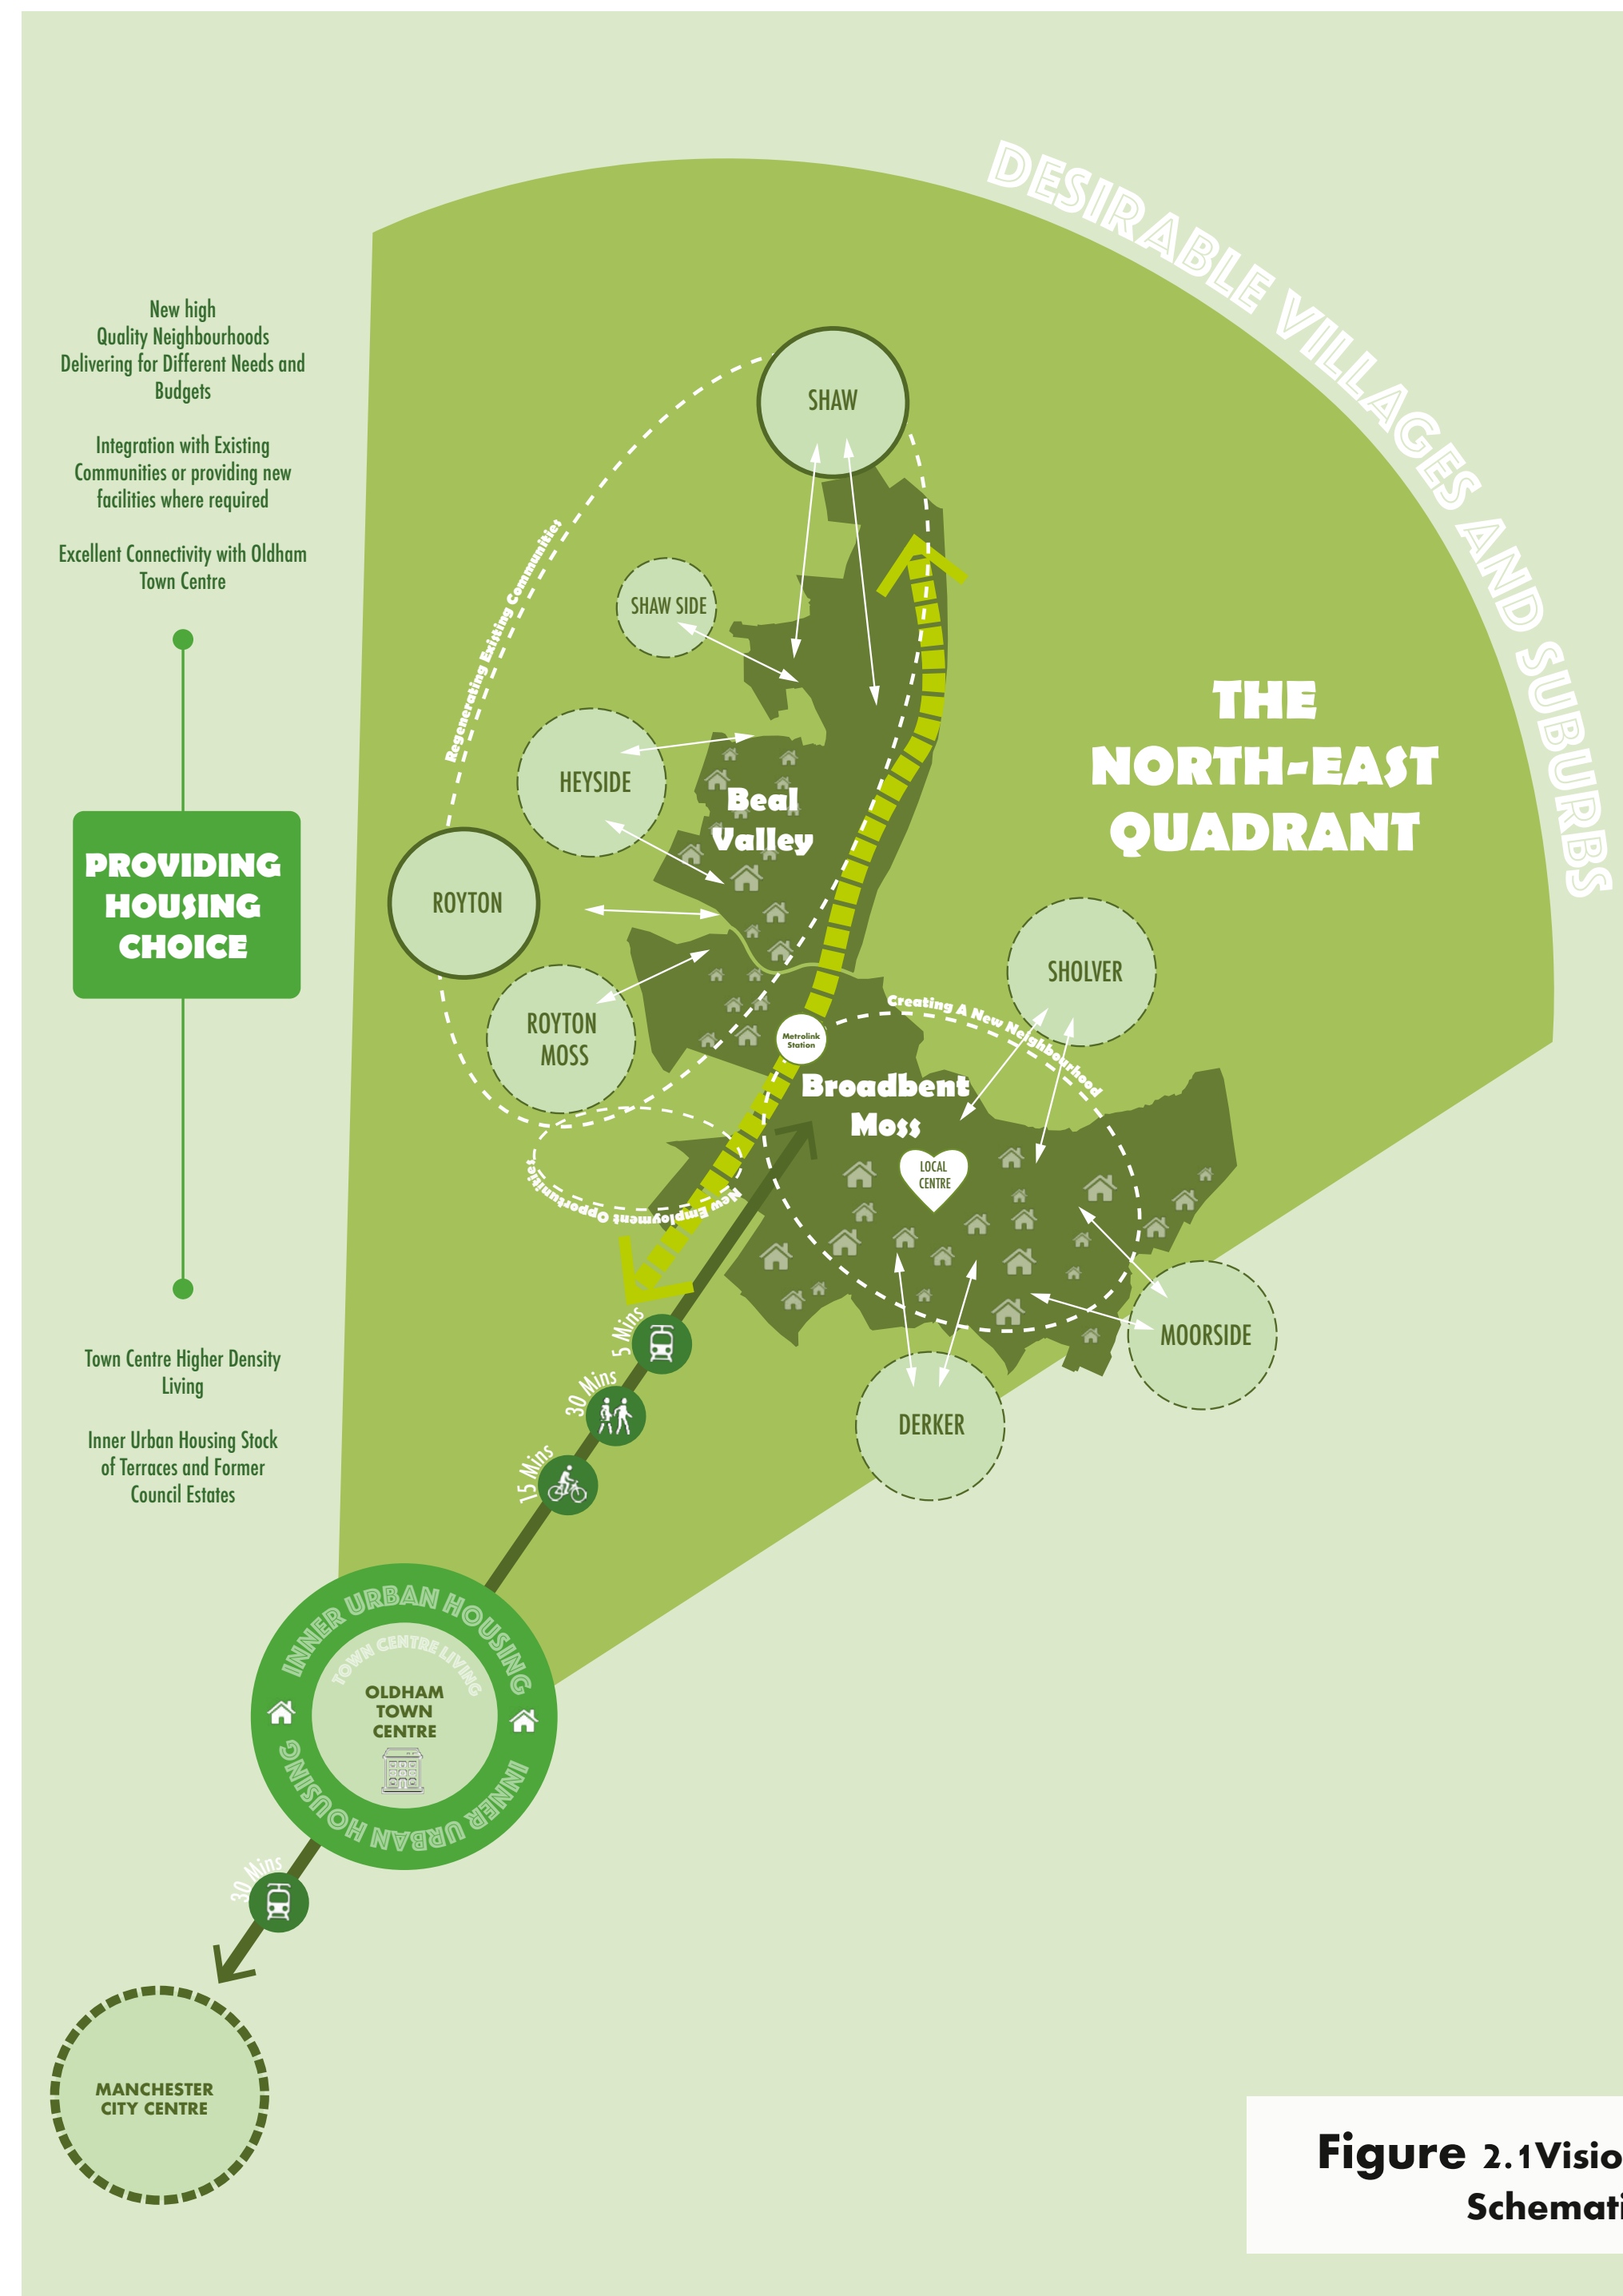 DESIRABLE VILLAGES AND SUBURBS
New high
Quality Neighbourhoods
Delivering for Different Needs and
Budgets
Integration with Existing
Communities or providing new
facilities where required
Excellent Connectivity with Oldham
Town Centre
PROVIDING
HOUSING
CHOICE
Town Centre Higher Density
Living
Inner Urban Housing Stock
of Terraces and Former
Council Estates
THE
NORTH-EAST
QUADRANT
SHAW
Regenerating Existing Communities
SHAW SIDE
HEYSIDE
Beal
Valley
ROYTON
ROYTON
MOSS
SHOLVER
Creating A New Neighbourhood
Metrolink
Station
Broadbent
Moss
LOCAL
CENTRE
New Employment Opportunities
MOORSIDE
DERKER
5 Mins
30 Mins
15 Mins
INNER URBAN HOUSING
TOWN CENTRE LIVING
OLDHAM
TOWN
CENTRE
INNER URBAN HOUSING
30 Mins
MANCHESTER
CITY CENTRE
Figure 2.1Visio
Schemati